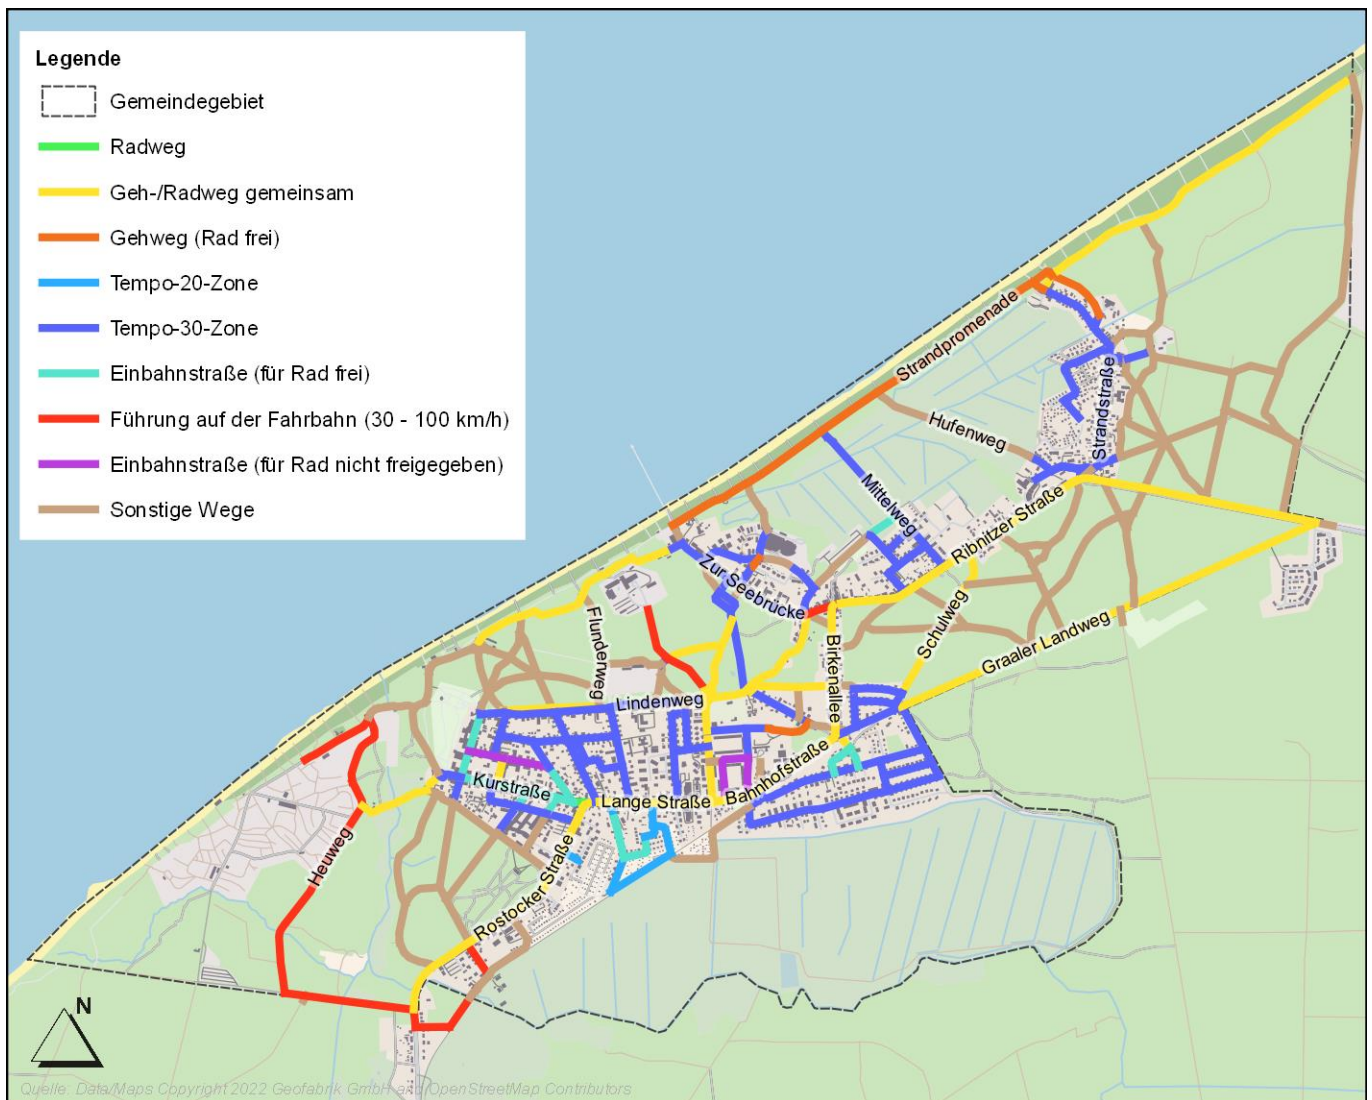 Legende
Gemeindegebiet
Radweg
Geh-/Radweg gemeinsam
Gehweg (Rad frei)
Tempo-20-Zone
Tempo-30-Zone
Einbahnstraße (für Rad frei)
Führung auf der Fahrbahn (30 - 100 km/h)
Einbahnstraße (für Rad nicht freigegeben)
Sonstige Wege
Strandpromenade
Strandstraße
Hufenweg
Mittelweg
Ribnitzer Straße
Zur Seebrücke
Flunderweg
Birkenallee
Schulweg
Graaler Landweg
Lindenweg
Kurstraße
Lange Straße
Bahnhofstraße
Heuweg
Rostocker Straße
N
Quelle: Data/Maps Copyright 2022 Geofabrik GmbH and OpenStreetMap Contributors